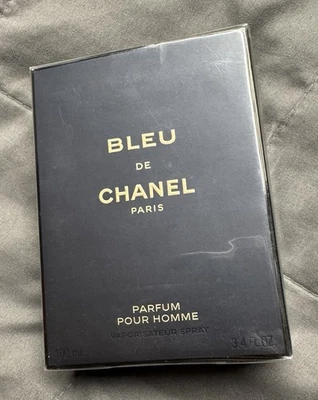 BLEU
DE
CHANEL
PARIS
PARFUM
POUR HOMME
VAPORISATEUR SPRAY
3.4 FL. OZ.